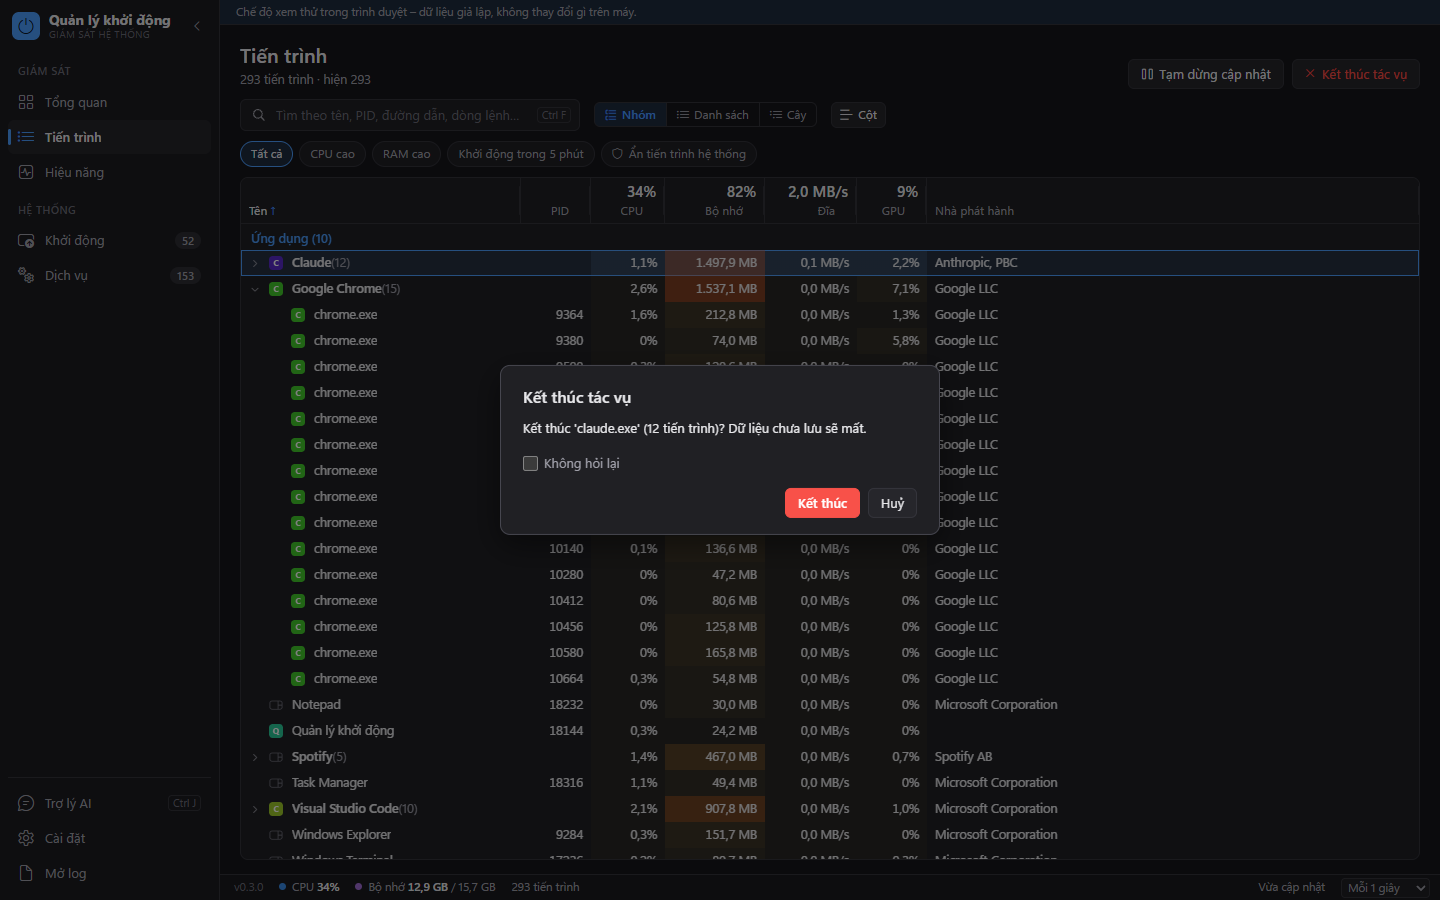 Quản lý khởi động
GIÁM SÁT HỆ THỐNG
Chế độ xem thử trong trình duyệt – dữ liệu giả lập, không thay đổi gì trên máy.
GIÁM SÁT
Tổng quan
Tiến trình
Hiệu năng
HỆ THỐNG
Khởi động 52
Dịch vụ 153
Trợ lý AI Ctrl J
Cài đặt
Mở log
Tiến trình
293 tiến trình · hiện 293
Tạm dừng cập nhật
Kết thúc tác vụ
Tìm theo tên, PID, đường dẫn, dòng lệnh... Ctrl F
Nhóm Danh sách Cây Cột
Tất cả CPU cao RAM cao Khởi động trong 5 phút Ẩn tiến trình hệ thống
34% 82% 2,0 MB/s 9%
Tên ↑ PID CPU Bộ nhớ Đĩa GPU Nhà phát hành
Ứng dụng (10)
C Claude(12) 1,1% 1.497,9 MB 0,1 MB/s 2,2% Anthropic, PBC
C Google Chrome(15) 2,6% 1.537,1 MB 0,0 MB/s 7,1% Google LLC
C chrome.exe 9364 1,6% 212,8 MB 0,0 MB/s 1,3% Google LLC
C chrome.exe 9380 0% 74,0 MB 0,0 MB/s 5,8% Google LLC
C chrome.exe Google LLC
C chrome.exe Google LLC
C chrome.exe Google LLC
C chrome.exe Google LLC
C chrome.exe Google LLC
C chrome.exe Google LLC
C chrome.exe Google LLC
C chrome.exe 10140 0,1% 136,6 MB 0,0 MB/s 0% Google LLC
C chrome.exe 10280 0% 47,2 MB 0,0 MB/s 0% Google LLC
C chrome.exe 10412 0% 80,6 MB 0,0 MB/s 0% Google LLC
C chrome.exe 10456 0% 125,8 MB 0,0 MB/s 0% Google LLC
C chrome.exe 10580 0% 165,8 MB 0,0 MB/s 0% Google LLC
C chrome.exe 10664 0,3% 54,8 MB 0,0 MB/s 0% Google LLC
Notepad 18232 0% 30,0 MB 0,0 MB/s 0% Microsoft Corporation
Q Quản lý khởi động 18144 0,3% 24,2 MB 0,0 MB/s 0%
Spotify(5) 1,4% 467,0 MB 0,0 MB/s 0,7% Spotify AB
Task Manager 18316 1,1% 49,4 MB 0,0 MB/s 0% Microsoft Corporation
C Visual Studio Code(10) 2,1% 907,8 MB 0,0 MB/s 1,0% Microsoft Corporation
Windows Explorer 9284 0,3% 151,7 MB 0,0 MB/s 0% Microsoft Corporation
Windows Terminal Microsoft Corporation
Kết thúc tác vụ
Kết thúc 'claude.exe' (12 tiến trình)? Dữ liệu chưa lưu sẽ mất.
Không hỏi lại
Kết thúc Huỷ
v0.3.0 CPU 34% Bộ nhớ 12,9 GB / 15,7 GB 293 tiến trình Vừa cập nhật Mỗi 1 giây